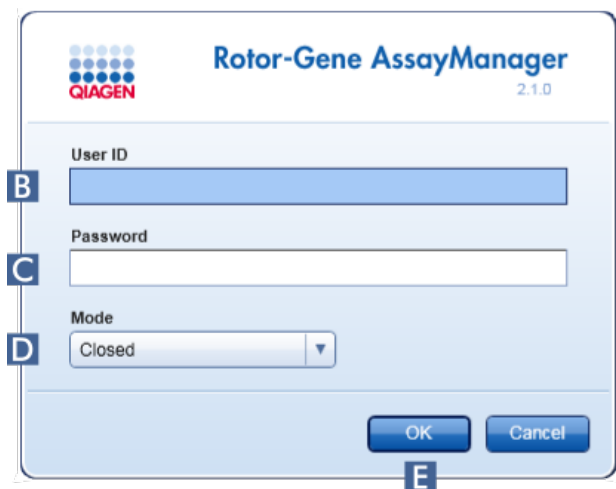 QIAGEN
Rotor-Gene AssayManager
2.1.0
User ID
B
Password
C
Mode
D Closed
OK Cancel
E